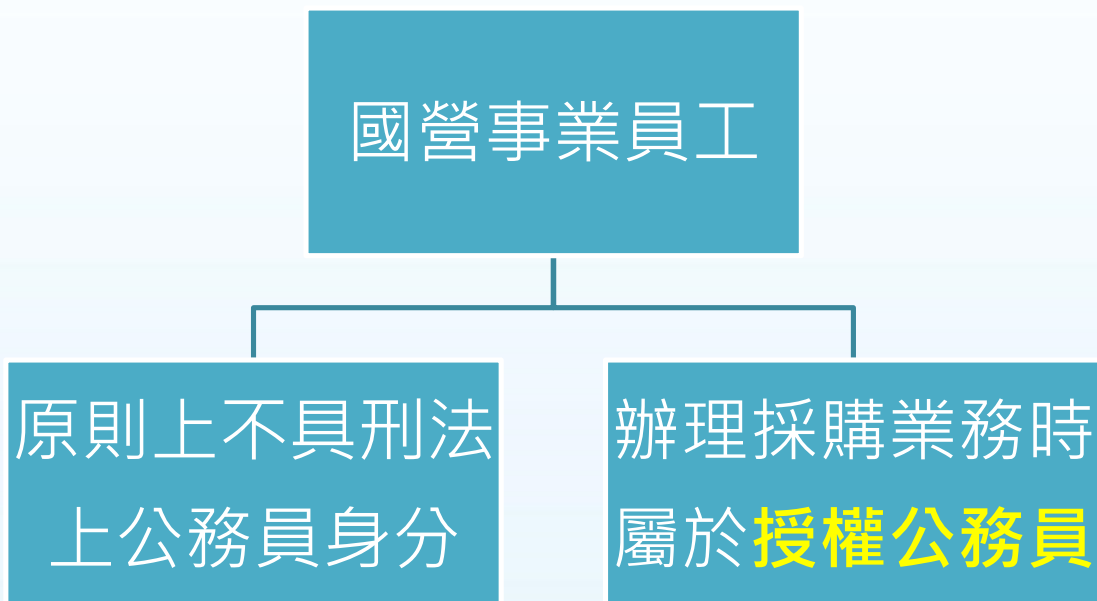 國營事業員工
原則上不具刑法
上公務員身分
辦理採購業務時
屬於授權公務員